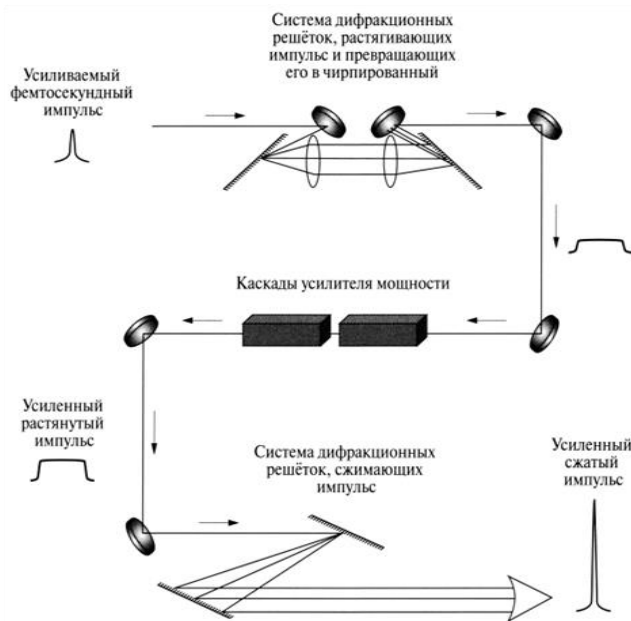 Система дифракционных
решёток, растягивающих
импульс и превращающих
его в чирпированный
Усиливаемый
фемтосекундный
импульс
Каскады усилителя мощности
Усиленный
растянутый
импульс
Система дифракционных
решёток, сжимающих
импульс
Усиленный
сжатый
импульс